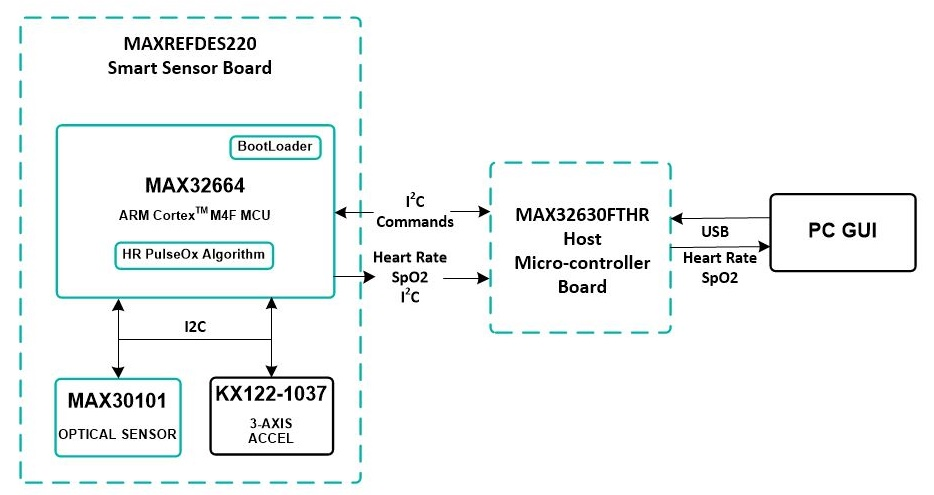 MAXREFDES220
Smart Sensor Board
BootLoader
MAX32664
ARM Cortex™ M4F MCU
HR PulseOx Algorithm
I2C
MAX30101
OPTICAL SENSOR
KX122-1037
3-AXIS
ACCEL
I²C
Commands
Heart Rate
SpO2
I²C
MAX32630FTHR
Host
Micro-controller
Board
USB
Heart Rate
SpO2
PC GUI